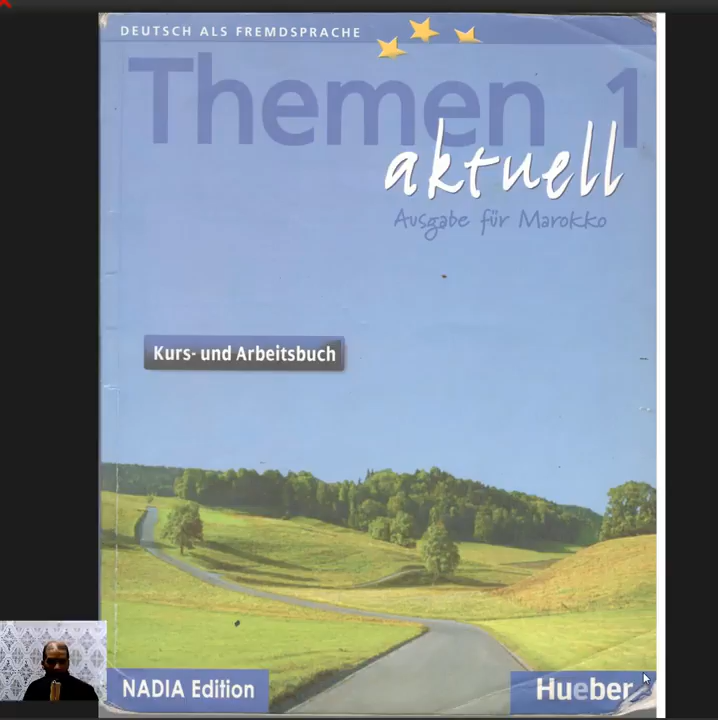 DEUTSCH ALS FREMDSPRACHE
Themen 1
aktuell
Ausgabe für Marokko
Kurs- und Arbeitsbuch
NADIA Edition
Hueber